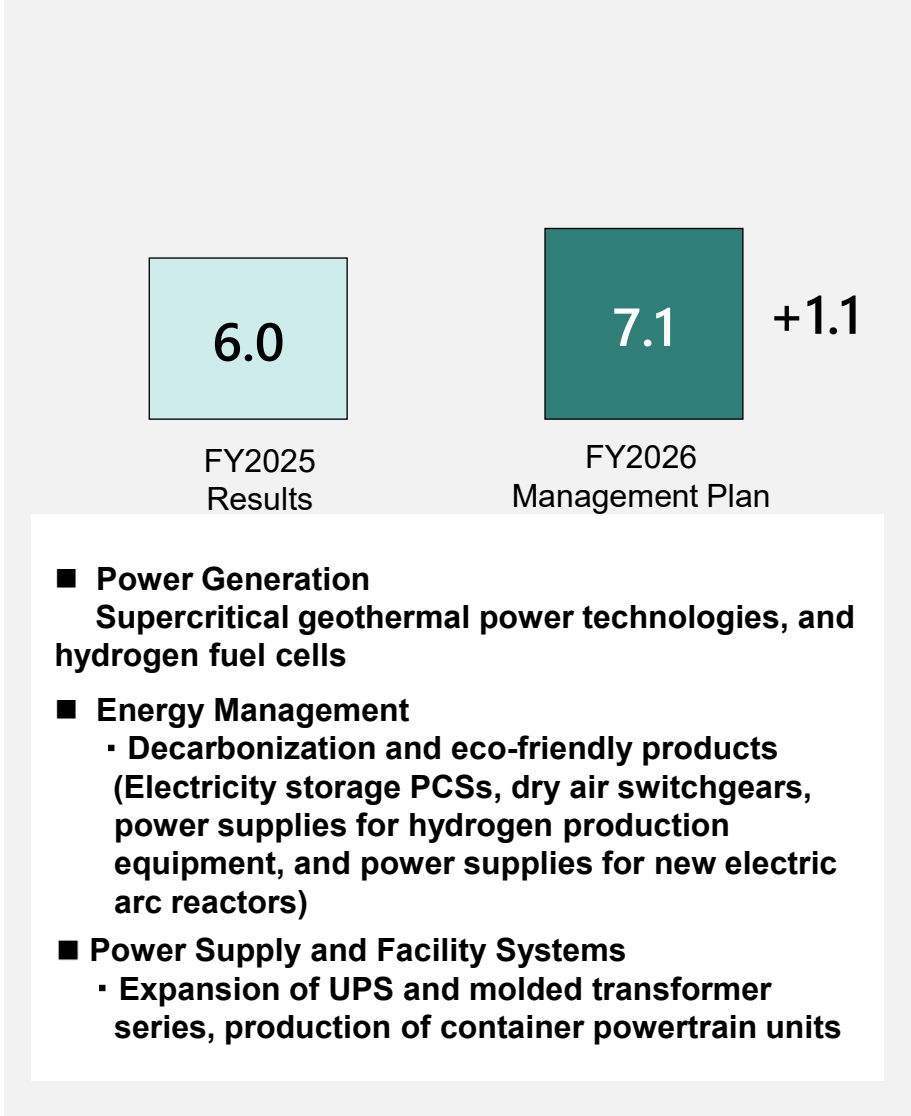 6.0
7.1
+1.1
FY2025
Results
FY2026
Management Plan
■ Power Generation
Supercritical geothermal power technologies, and
hydrogen fuel cells
■ Energy Management
・Decarbonization and eco-friendly products
(Electricity storage PCSs, dry air switchgears,
power supplies for hydrogen production
equipment, and power supplies for new electric
arc reactors)
■ Power Supply and Facility Systems
・Expansion of UPS and molded transformer
series, production of container powertrain units